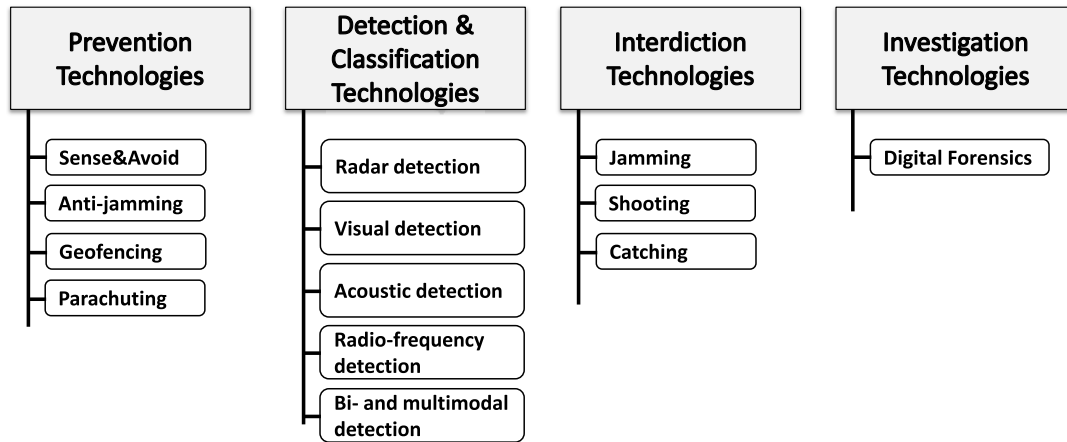 Prevention
Technologies
Sense&Avoid
Anti-jamming
Geofencing
Parachuting
Detection &
Classification
Technologies
Radar detection
Visual detection
Acoustic detection
Radio-frequency
detection
Bi- and multimodal
detection
Interdiction
Technologies
Jamming
Shooting
Catching
Investigation
Technologies
Digital Forensics